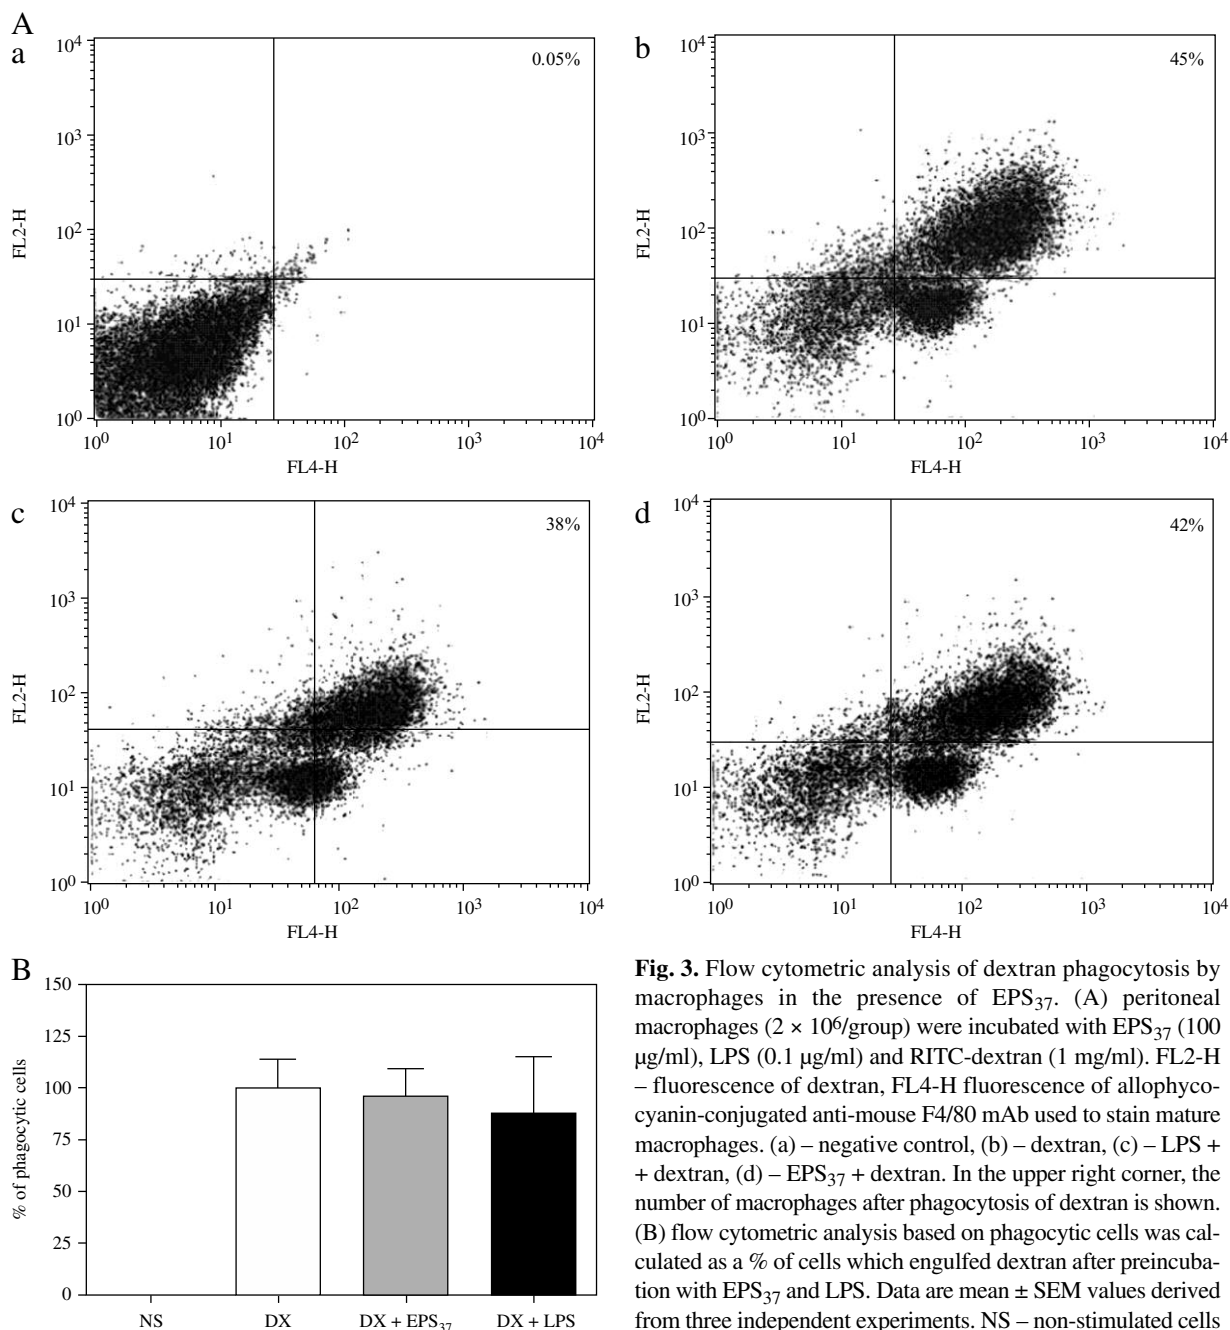 A
a
b
0.05%
45%
10⁴
10³
10²
10¹
10⁰
FL2-H
10⁰ 10¹ 10² 10³ 10⁴
FL4-H
10⁴
10³
10²
10¹
10⁰
FL2-H
10⁰ 10¹ 10² 10³ 10⁴
FL4-H
c
d
38%
42%
10⁴
10³
10²
10¹
10⁰
FL2-H
10⁰ 10¹ 10² 10³ 10⁴
FL4-H
10⁴
10³
10²
10¹
10⁰
FL2-H
10⁰ 10¹ 10² 10³ 10⁴
FL4-H
B
150
125
100
75
50
25
0
% of phagocytic cells
NS DX DX + EPS₃₇ DX + LPS
Fig. 3. Flow cytometric analysis of dextran phagocytosis by
macrophages in the presence of EPS₃₇. (A) peritoneal
macrophages (2 × 10⁶/group) were incubated with EPS₃₇ (100
µg/ml), LPS (0.1 µg/ml) and RITC-dextran (1 mg/ml). FL2-H
– fluorescence of dextran, FL4-H fluorescence of allophyco-
cyanin-conjugated anti-mouse F4/80 mAb used to stain mature
macrophages. (a) – negative control, (b) – dextran, (c) – LPS +
+ dextran, (d) – EPS₃₇ + dextran. In the upper right corner, the
number of macrophages after phagocytosis of dextran is shown.
(B) flow cytometric analysis based on phagocytic cells was cal-
culated as a % of cells which engulfed dextran after preincuba-
tion with EPS₃₇ and LPS. Data are mean ± SEM values derived
from three independent experiments. NS – non-stimulated cells